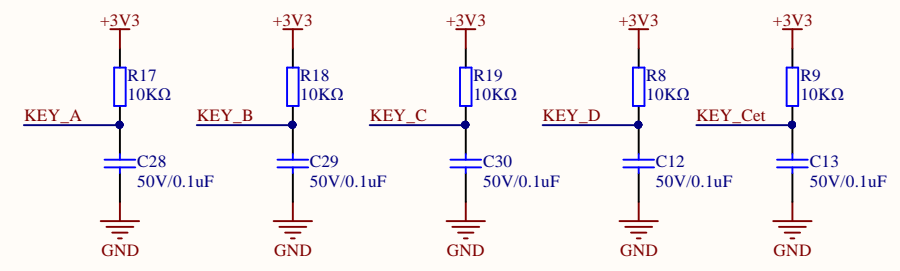 +3V3 +3V3 +3V3 +3V3 +3V3
R17 R18 R19 R8 R9
10KΩ 10KΩ 10KΩ 10KΩ 10KΩ
KEY_A KEY_B KEY_C KEY_D KEY_Cet
C28 C29 C30 C12 C13
50V/0.1uF 50V/0.1uF 50V/0.1uF 50V/0.1uF 50V/0.1uF
GND GND GND GND GND